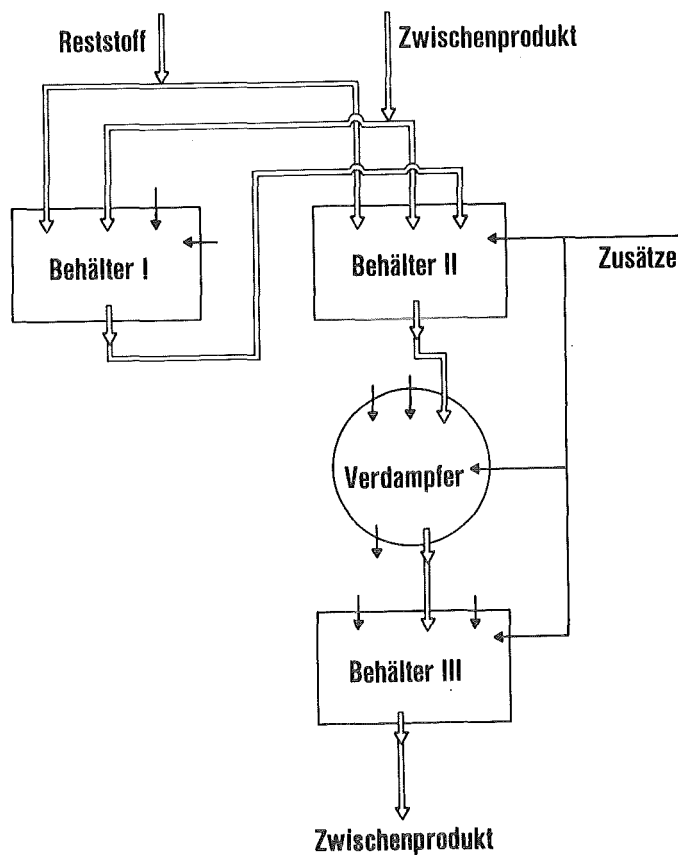 Reststoff
Zwischenprodukt
Behälter I
Behälter II
Zusätze
Verdampfer
Behälter III
Zwischenprodukt